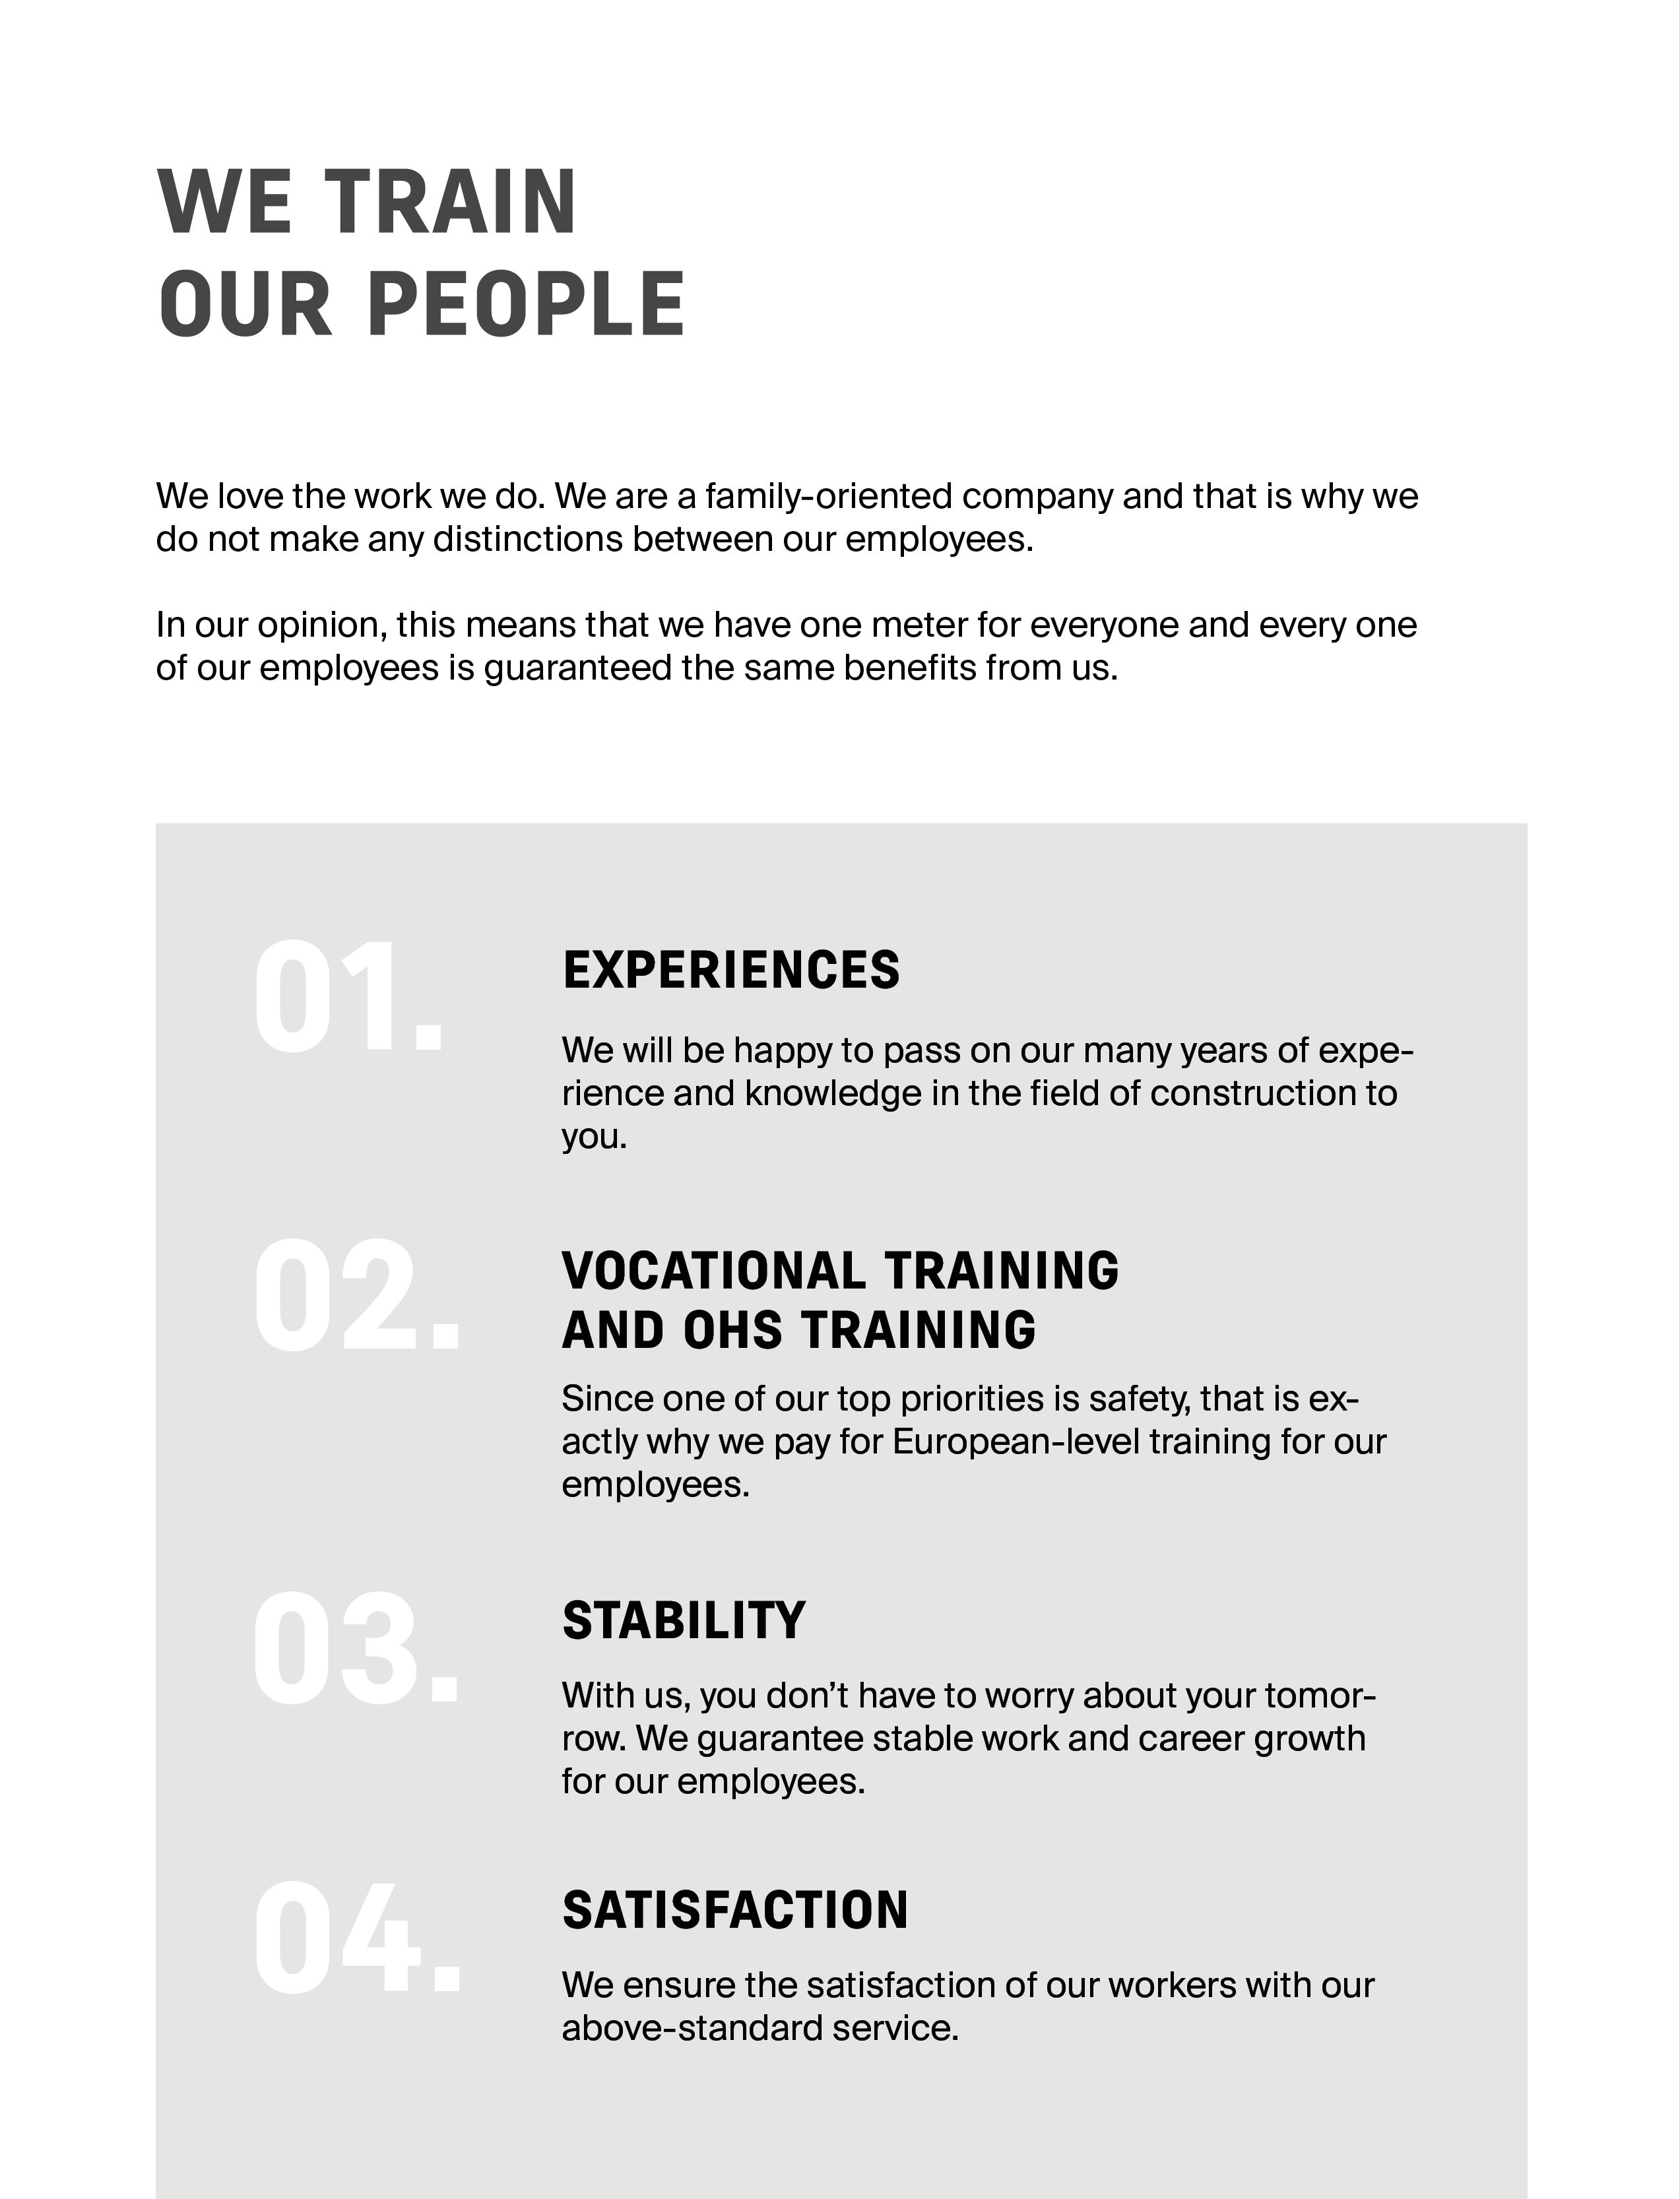 WE TRAIN
OUR PEOPLE
We love the work we do. We are a family-oriented company and that is why we
do not make any distinctions between our employees.
In our opinion, this means that we have one meter for everyone and every one
of our employees is guaranteed the same benefits from us.
01.
EXPERIENCES
We will be happy to pass on our many years of expe-
rience and knowledge in the field of construction to
you.
02.
VOCATIONAL TRAINING
AND OHS TRAINING
Since one of our top priorities is safety, that is ex-
actly why we pay for European-level training for our
employees.
03.
STABILITY
With us, you don’t have to worry about your tomor-
row. We guarantee stable work and career growth
for our employees.
04.
SATISFACTION
We ensure the satisfaction of our workers with our
above-standard service.